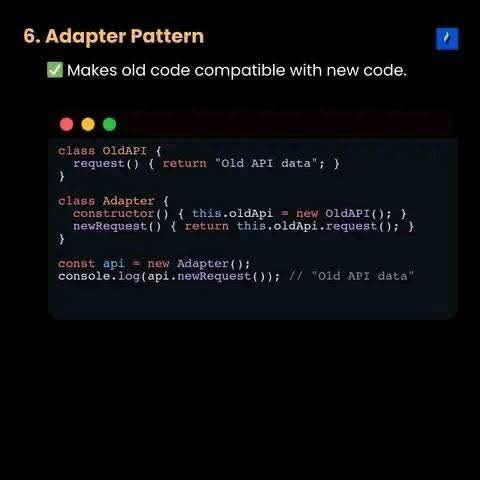 6. Adapter Pattern
✅ Makes old code compatible with new code.
class OldAPI {
  request() { return "Old API data"; }
}
class Adapter {
  constructor() { this.oldApi = new OldAPI(); }
  newRequest() { return this.oldApi.request(); }
}
const api = new Adapter();
console.log(api.newRequest()); // "Old API data"